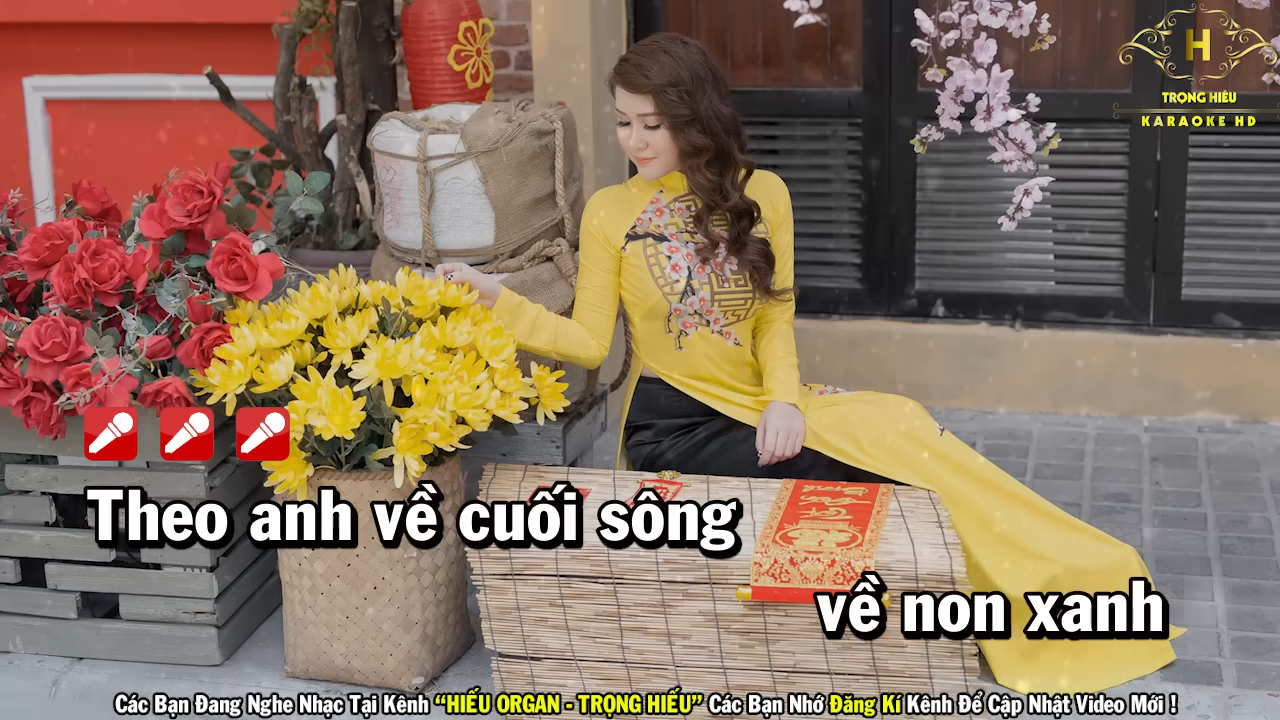 H
TRỌNG HIẾU
KARAOKE HD
Theo anh về cuối sông
về non xanh
Các Bạn Đang Nghe Nhạc Tại Kênh “HIẾU ORGAN - TRỌNG HIẾU” Các Bạn Nhớ Đăng Kí Kênh Để Cập Nhật Video Mới !